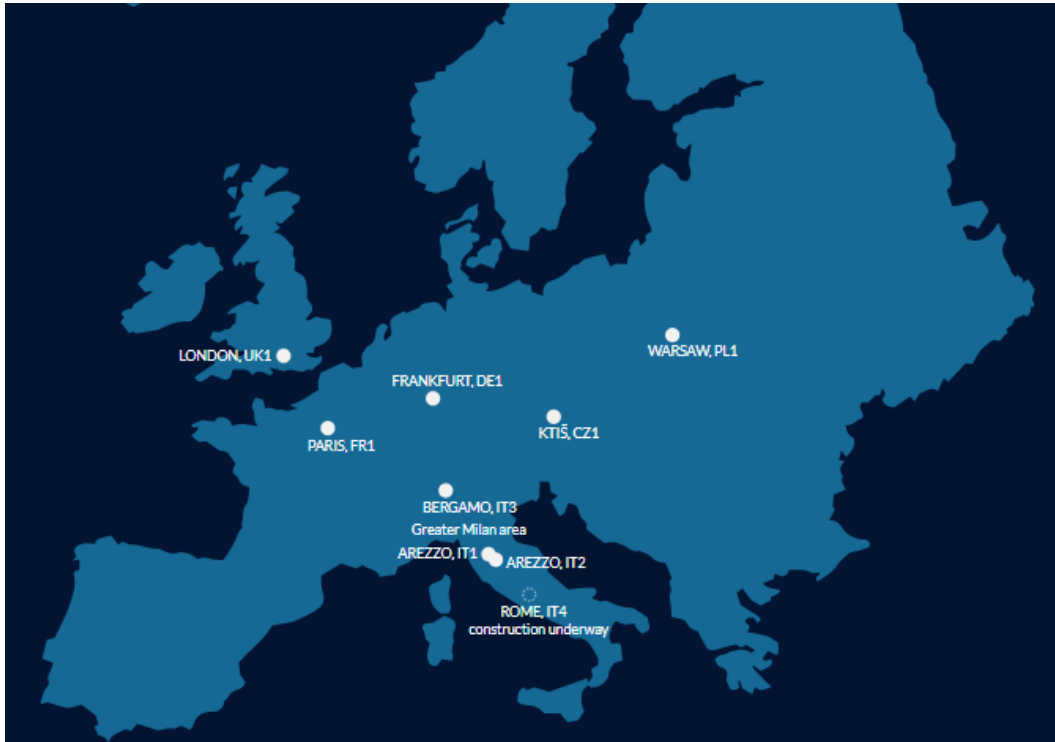 LONDON, UK1
WARSAW, PL1
FRANKFURT, DE1
KTIŠ, CZ1
PARIS, FR1
BERGAMO, IT3
Greater Milan area
AREZZO, IT1
AREZZO, IT2
ROME, IT4
construction underway